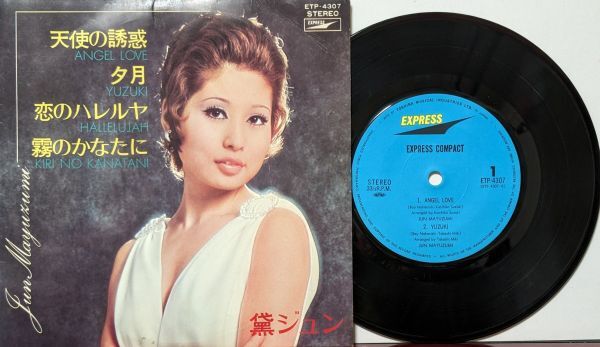 ETP-4307
STEREO
EXPRESS
天使の誘惑
ANGEL LOVE
夕月
YUZUKI
恋のハレルヤ
HALLELUJAH
霧のかなたに
KIRI NO KANATANI
Jun Mayuzumi
黛ジュン
EXPRESS
EXPRESS COMPACT
STEREO
33⅓R.P.M.
1
ETP-4307
1. ANGEL LOVE
JUN MAYUZUMI
2. YUZUKI
JUN MAYUZUMI